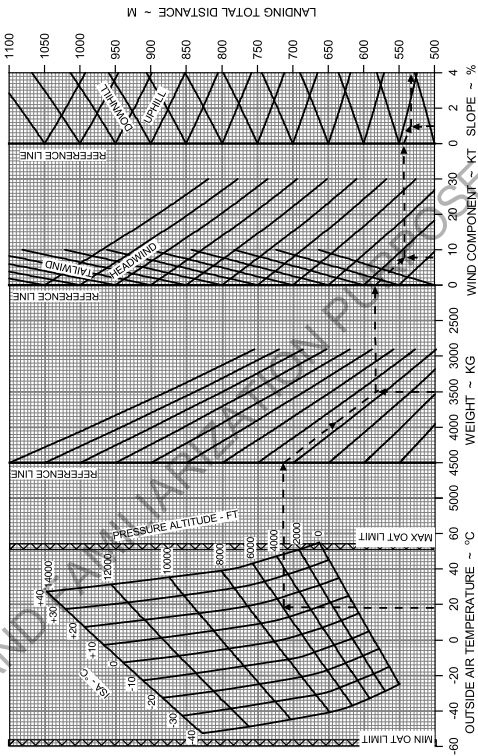 LANDING TOTAL DISTANCE ~ M
1100
1050
1000
950
900
850
800
750
700
650
600
550
500
DOWNHILL
UPHILL
REFERENCE LINE
0
2
4
SLOPE ~ %
TAILWIND
HEADWIND
REFERENCE LINE
0
10
20
30
WIND COMPONENT ~ KT
REFERENCE LINE
5000
4500
4000
3500
3000
2500
WEIGHT ~ KG
PRESSURE ALTITUDE - FT
14000
12000
10000
8000
6000
4000
2000
0
ISA °C
+40
+30
+20
+10
0
-10
-20
-30
-40
MIN OAT LIMIT
MAX OAT LIMIT
-60
-40
-20
0
20
40
60
OUTSIDE AIR TEMPERATURE ~ °C
AND FAMILIARIZATION PURPOSE